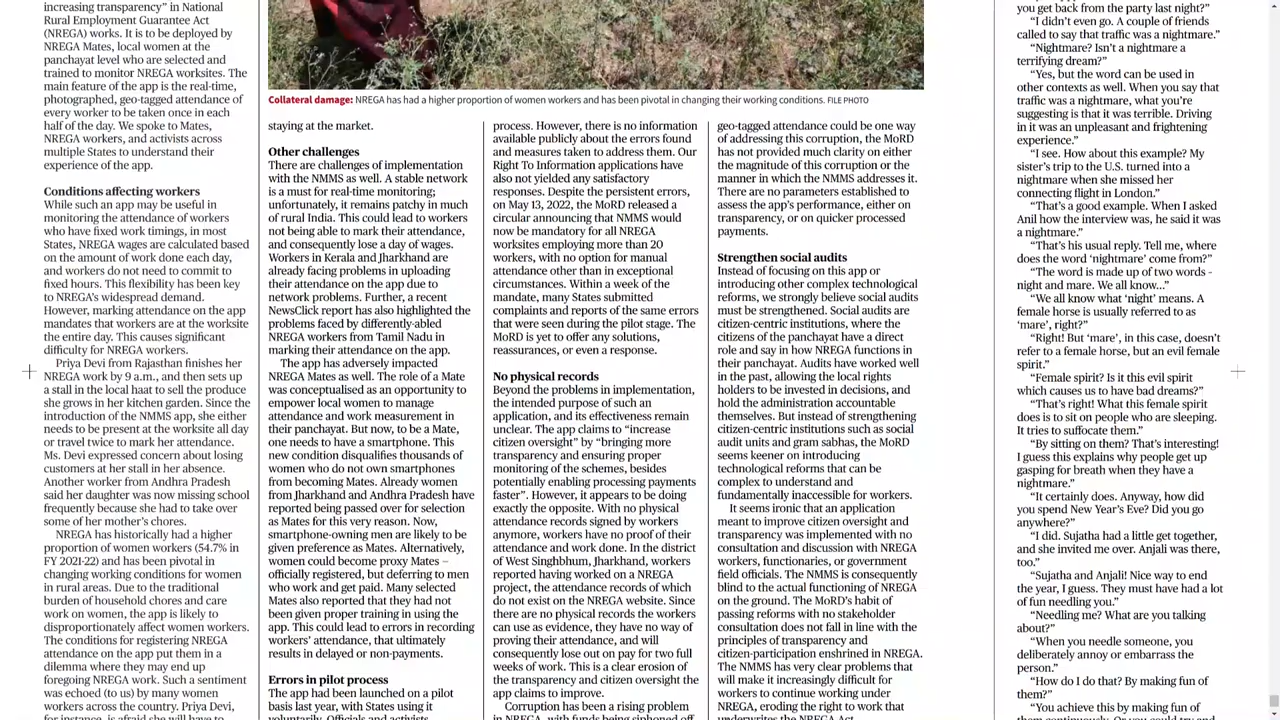 increasing transparency” in National
Rural Employment Guarantee Act
(NREGA) works. It is to be deployed by
NREGA Mates, local women at the
panchayat level who are selected and
trained to monitor NREGA worksites. The
main feature of the app is the real-time,
photographed, geo-tagged attendance of
every worker to be taken once in each
half of the day. We spoke to Mates,
NREGA workers, and activists across
multiple States to understand their
experience of the app.
Conditions affecting workers
While such an app may be useful in
monitoring the attendance of workers
who have fixed work timings, in most
States, NREGA wages are calculated based
on the amount of work done each day,
and workers do not need to commit to
fixed hours. This flexibility has been key
to NREGA’s widespread demand.
However, marking attendance on the app
mandates that workers are at the worksite
the entire day. This causes significant
difficulty for NREGA workers.
Priya Devi from Rajasthan finishes her
NREGA work by 9 a.m., and then sets up
a stall in the local haat to sell the produce
she grows in her kitchen garden. Since the
introduction of the NMMS app, she either
needs to be present at the worksite all day
or travel twice to mark her attendance.
Ms. Devi expressed concern about losing
customers at her stall in her absence.
Another worker from Andhra Pradesh
said her daughter was now missing school
frequently because she had to take over
some of her mother’s chores.
NREGA has historically had a higher
proportion of women workers (54.7% in
FY 2021-22) and has been pivotal in
changing working conditions for women
in rural areas. Due to the traditional
burden of household chores and care
work on women, the app is likely to
disproportionately affect women workers.
The conditions for registering NREGA
attendance on the app put them in a
dilemma where they may end up
foregoing NREGA work. Such a sentiment
was echoed (to us) by many women
workers across the country. Priya Devi,
for instance, is afraid she will have to
Collateral damage: NREGA has had a higher proportion of women workers and has been pivotal in changing their working conditions. FILE PHOTO
staying at the market.
Other challenges
There are challenges of implementation
with the NMMS as well. A stable network
is a must for real-time monitoring;
unfortunately, it remains patchy in much
of rural India. This could lead to workers
not being able to mark their attendance,
and consequently lose a day of wages.
Workers in Kerala and Jharkhand are
already facing problems in uploading
their attendance on the app due to
network problems. Further, a recent
NewsClick report has also highlighted the
problems faced by differently-abled
NREGA workers from Tamil Nadu in
marking their attendance on the app.
The app has adversely impacted
NREGA Mates as well. The role of a Mate
was conceptualised as an opportunity to
empower local women to manage
attendance and work measurement in
their panchayat. But now, to be a Mate,
one needs to have a smartphone. This
new condition disqualifies thousands of
women who do not own smartphones
from becoming Mates. Already women
from Jharkhand and Andhra Pradesh have
reported being passed over for selection
as Mates for this very reason. Now,
smartphone-owning men are likely to be
given preference as Mates. Alternatively,
women could become proxy Mates –
officially registered, but deferring to men
who work and get paid. Many selected
Mates also reported that they had not
been given proper training in using the
app. This could lead to errors in recording
workers’ attendance, that ultimately
results in delayed or non-payments.
Errors in pilot process
The app had been launched on a pilot
basis last year, with States using it
voluntarily. Officials and activists
process. However, there is no information
available publicly about the errors found
and measures taken to address them. Our
Right To Information applications have
also not yielded any satisfactory
responses. Despite the persistent errors,
on May 13, 2022, the MoRD released a
circular announcing that NMMS would
now be mandatory for all NREGA
worksites employing more than 20
workers, with no option for manual
attendance other than in exceptional
circumstances. Within a week of the
mandate, many States submitted
complaints and reports of the same errors
that were seen during the pilot stage. The
MoRD is yet to offer any solutions,
reassurances, or even a response.
No physical records
Beyond the problems in implementation,
the intended purpose of such an
application, and its effectiveness remain
unclear. The app claims to “increase
citizen oversight” by “bringing more
transparency and ensuring proper
monitoring of the schemes, besides
potentially enabling processing payments
faster”. However, it appears to be doing
exactly the opposite. With no physical
attendance records signed by workers
anymore, workers have no proof of their
attendance and work done. In the district
of West Singhbhum, Jharkhand, workers
reported having worked on a NREGA
project, the attendance records of which
do not exist on the NREGA website. Since
there are no physical records the workers
can use as evidence, they have no way of
proving their attendance, and will
consequently lose out on pay for two full
weeks of work. This is a clear erosion of
the transparency and citizen oversight the
app claims to improve.
Corruption has been a rising problem
in NREGA, with funds being siphoned off
geo-tagged attendance could be one way
of addressing this corruption, the MoRD
has not provided much clarity on either
the magnitude of this corruption or the
manner in which the NMMS addresses it.
There are no parameters established to
assess the app’s performance, either on
transparency, or on quicker processed
payments.
Strengthen social audits
Instead of focusing on this app or
introducing other complex technological
reforms, we strongly believe social audits
must be strengthened. Social audits are
citizen-centric institutions, where the
citizens of the panchayat have a direct
role and say in how NREGA functions in
their panchayat. Audits have worked well
in the past, allowing the local rights
holders to be invested in decisions, and
hold the administration accountable
themselves. But instead of strengthening
citizen-centric institutions such as social
audit units and gram sabhas, the MoRD
seems keener on introducing
technological reforms that can be
complex to understand and
fundamentally inaccessible for workers.
It seems ironic that an application
meant to improve citizen oversight and
transparency was implemented with no
consultation and discussion with NREGA
workers, functionaries, or government
field officials. The NMMS is consequently
blind to the actual functioning of NREGA
on the ground. The MoRD’s habit of
passing reforms with no stakeholder
consultation does not fall in line with the
principles of transparency and
citizen-participation enshrined in NREGA.
The NMMS has very clear problems that
will make it increasingly difficult for
workers to continue working under
NREGA, eroding the right to work that
underwrites the NREG Act.
you get back from the party last night?”
“I didn’t even go. A couple of friends
called to say that traffic was a nightmare.”
“Nightmare? Isn’t a nightmare a
terrifying dream?”
“Yes, but the word can be used in
other contexts as well. When you say that
traffic was a nightmare, what you’re
suggesting is that it was terrible. Driving
in it was an unpleasant and frightening
experience.”
“I see. How about this example? My
sister’s trip to the U.S. turned into a
nightmare when she missed her
connecting flight in London.”
“That’s a good example. When I asked
Anil how the interview was, he said it was
a nightmare.”
“That’s his usual reply. Tell me, where
does the word ‘nightmare’ come from?”
“The word is made up of two words -
night and mare. We all know...”
“We all know what ‘night’ means. A
female horse is usually referred to as
‘mare’, right?”
“Right! But ‘mare’, in this case, doesn’t
refer to a female horse, but an evil female
spirit.”
“Female spirit? Is it this evil spirit
which causes us to have bad dreams?”
“That’s right! What this female spirit
does is to sit on people who are sleeping.
It tries to suffocate them.”
“By sitting on them? That’s interesting!
I guess this explains why people get up
gasping for breath when they have a
nightmare.”
“It certainly does. Anyway, how did
you spend New Year’s Eve? Did you go
anywhere?”
“I did. Sujatha had a little get together,
and she invited me over. Anjali was there,
too.”
“Sujatha and Anjali! Nice way to end
the year, I guess. They must have had a lot
of fun needling you.”
“Needling me? What are you talking
about?”
“When you needle someone, you
deliberately annoy or embarrass the
person.”
“How do I do that? By making fun of
them?”
“You achieve this by making fun of